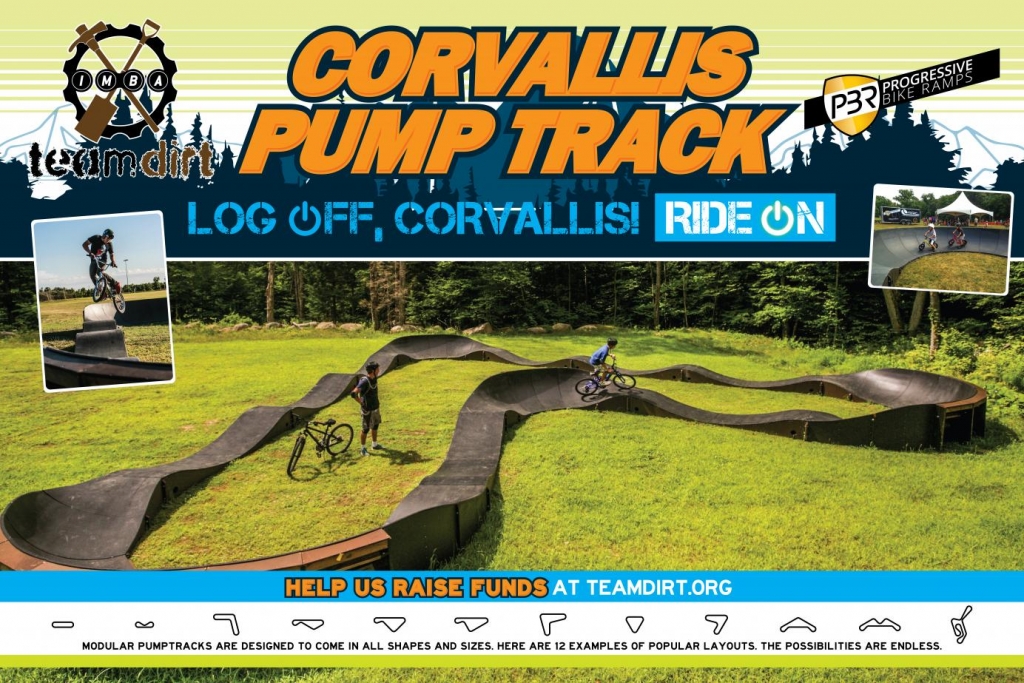 IMBA
teamdirt
CORVALLIS
PUMP TRACK
PBR PROGRESSIVE
BIKE RAMPS
LOG OFF, CORVALLIS! RIDE ON
HELP US RAISE FUNDS AT TEAMDIRT.ORG
MODULAR PUMPTRACKS ARE DESIGNED TO COME IN ALL SHAPES AND SIZES. HERE ARE 12 EXAMPLES OF POPULAR LAYOUTS. THE POSSIBILITIES ARE ENDLESS.